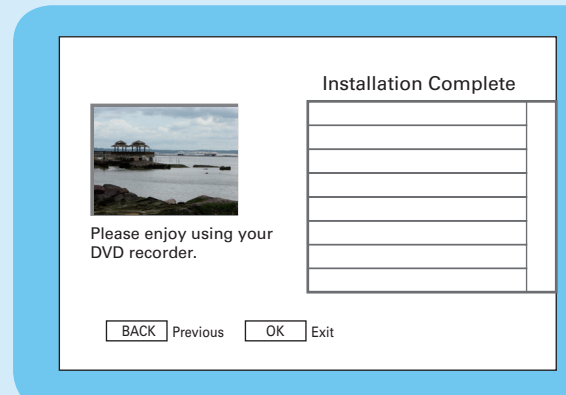 Installation Complete
Please enjoy using your
DVD recorder.
BACK Previous OK Exit